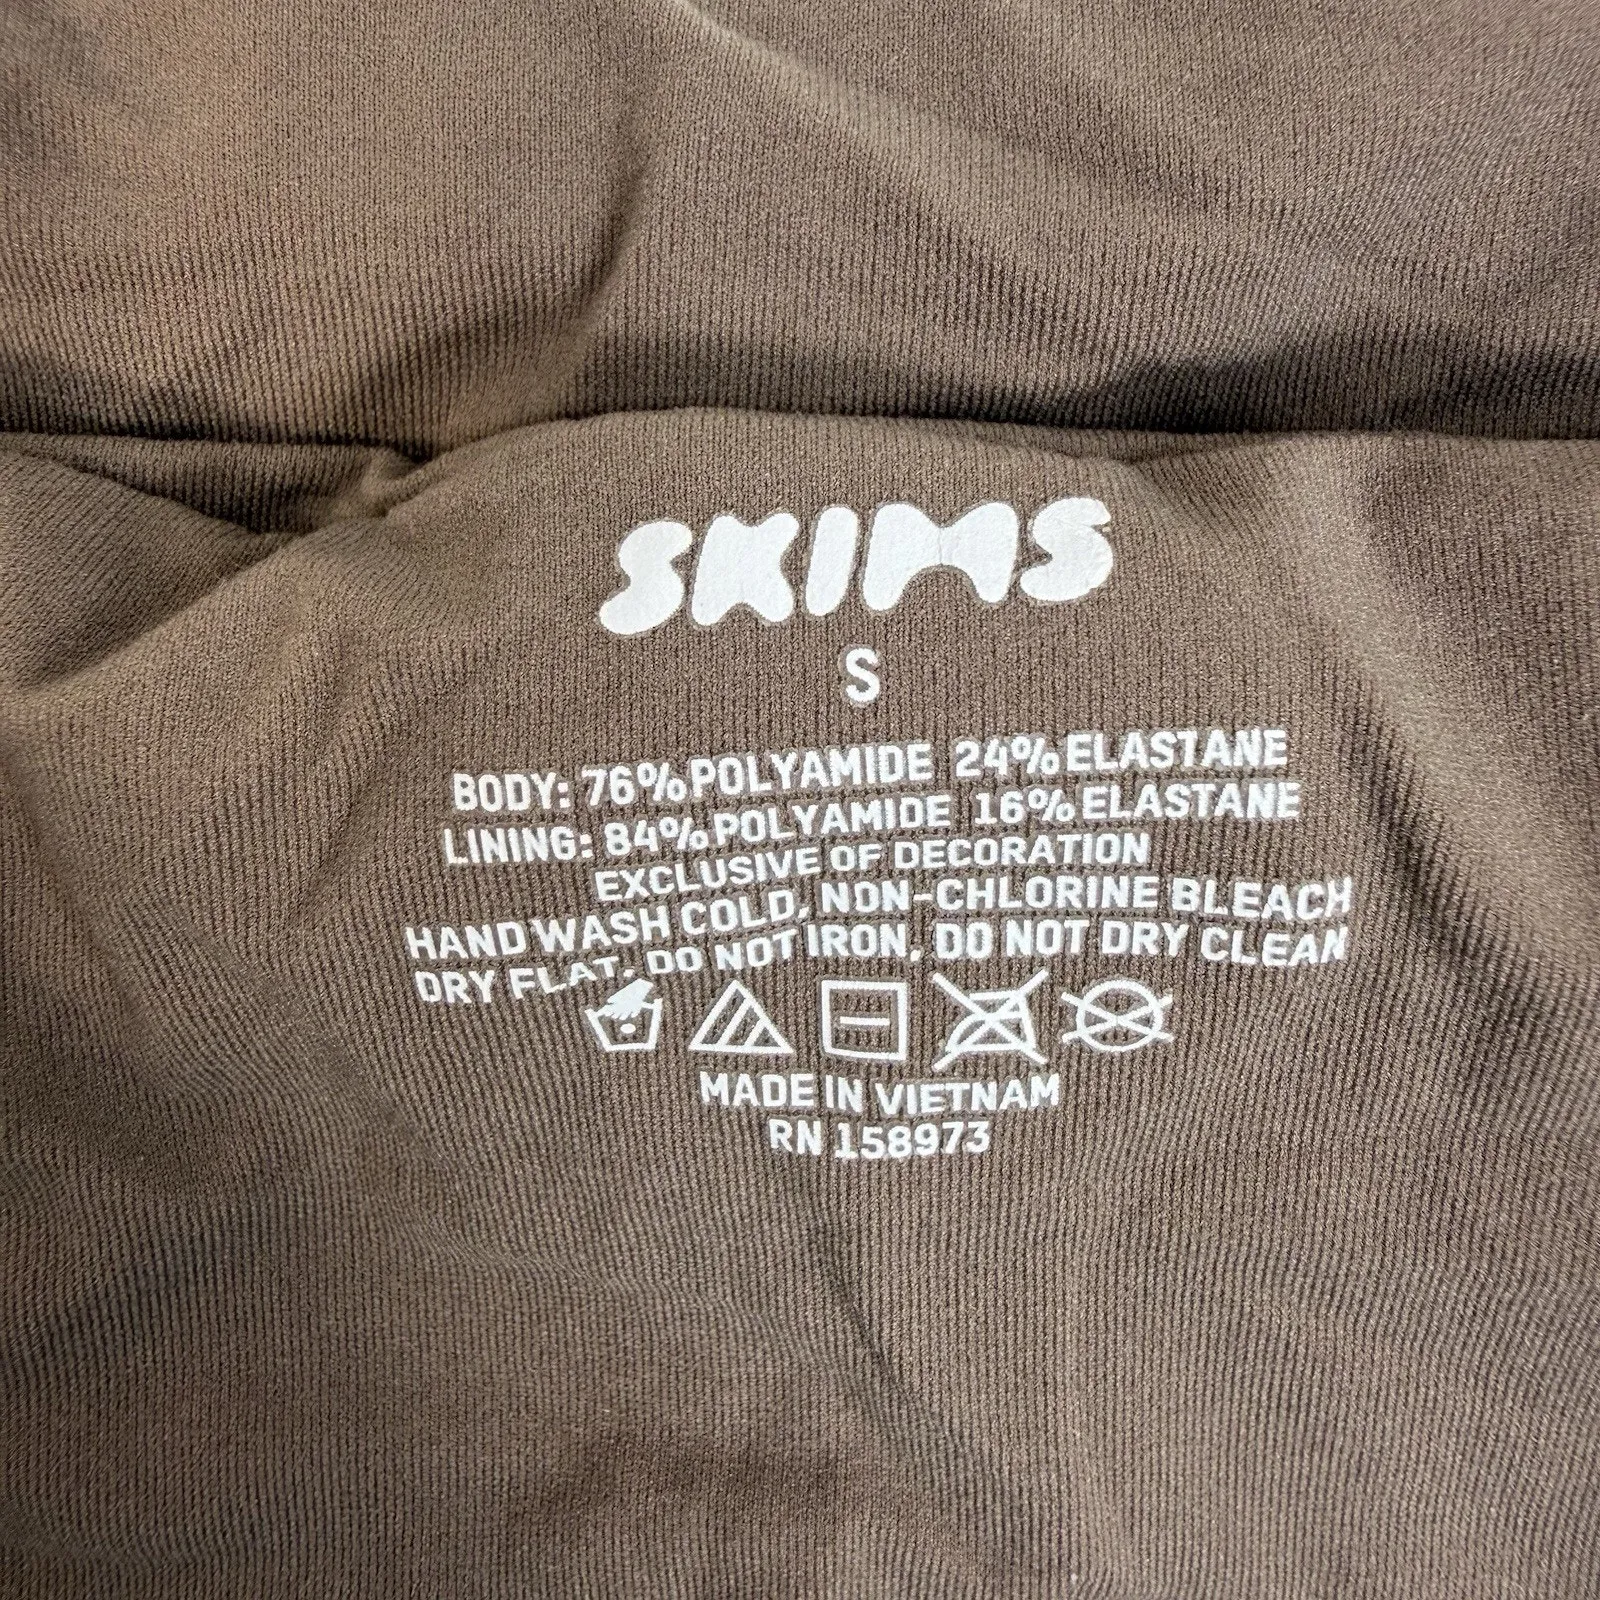 SKIMS
S
BODY: 76% POLYAMIDE 24% ELASTANE
LINING: 84% POLYAMIDE 16% ELASTANE
EXCLUSIVE OF DECORATION
HAND WASH COLD, NON-CHLORINE BLEACH
DRY FLAT, DO NOT IRON, DO NOT DRY CLEAN
MADE IN VIETNAM
RN 158973